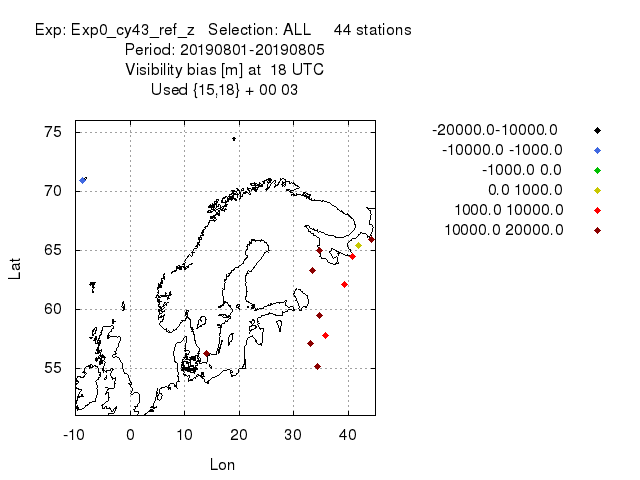 Exp: Exp0_cy43_ref_z Selection: ALL 44 stations
Period: 20190801-20190805
Visibility bias [m] at 18 UTC
Used {15,18} + 00 03
-20000.0-10000.0
-10000.0 -1000.0
-1000.0 0.0
0.0 1000.0
1000.0 10000.0
10000.0 20000.0
75
70
65
60
55
Lat
-10 0 10 20 30 40
Lon